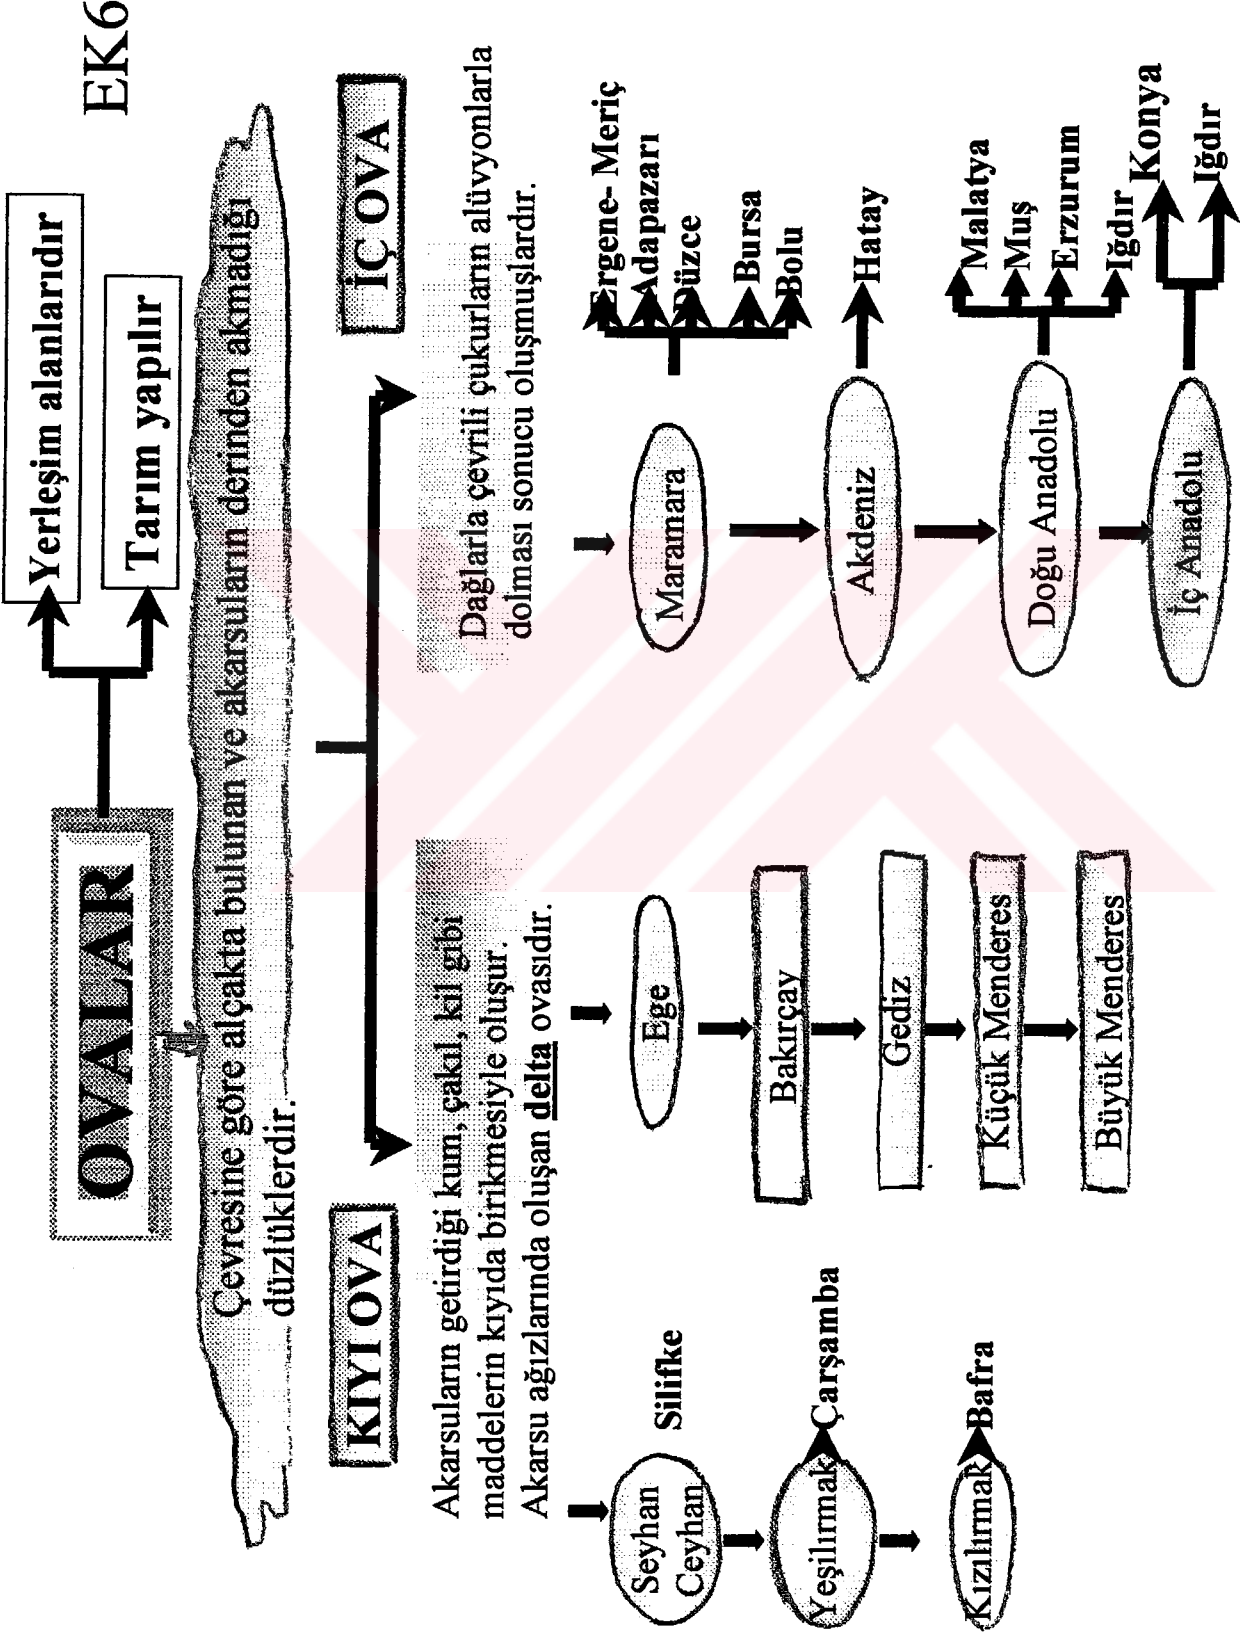 EK6
OVALAR
Yerleşim alanlarıdır
Tarım yapılır
Çevresine göre alçakta bulunan ve akarsuların derinden akmadığı
düzlüklerdir.
KIYI OVA
Akarsuların getirdiği kum, çakıl, kil gibi
maddelerin kıyıda birikmesiyle oluşur.
Akarsu ağızlarında oluşan delta ovasıdır.
Seyhan
Ceyhan
Silifke
Yeşilırmak
Çarşamba
Kızılırmak
Bafra
Ege
Bakırçay
Gediz
Küçük Menderes
Büyük Menderes
İÇ OVA
Dağlarla çevrili çukurların alüvyonlarla
dolması sonucu oluşmuşlardır.
Maramara
Ergene- Meriç
Adapazarı
Düzce
Bursa
Bolu
Akdeniz
Hatay
Doğu Anadolu
Malatya
Muş
Erzurum
Iğdır
İç Anadolu
Konya
Iğdır